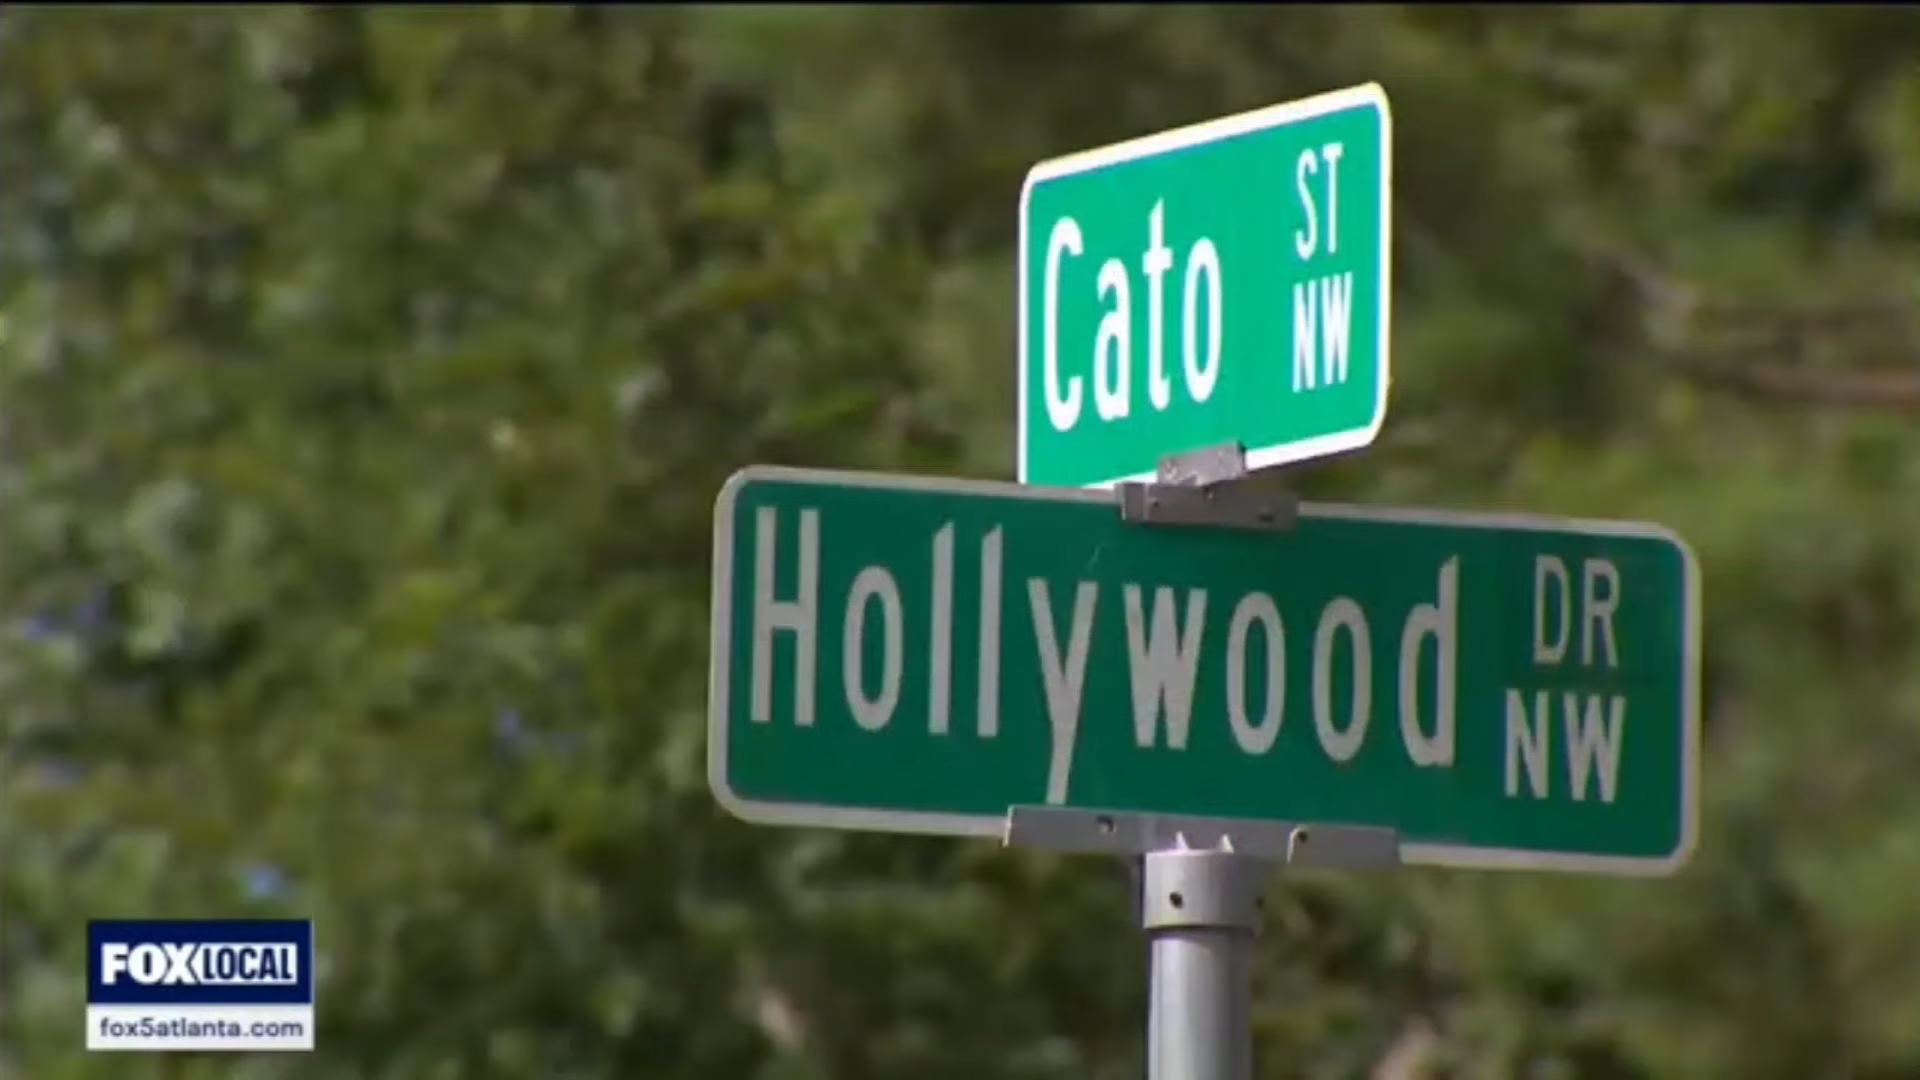 Cato ST
NW
Hollywood DR
NW
FOX LOCAL
fox5atlanta.com